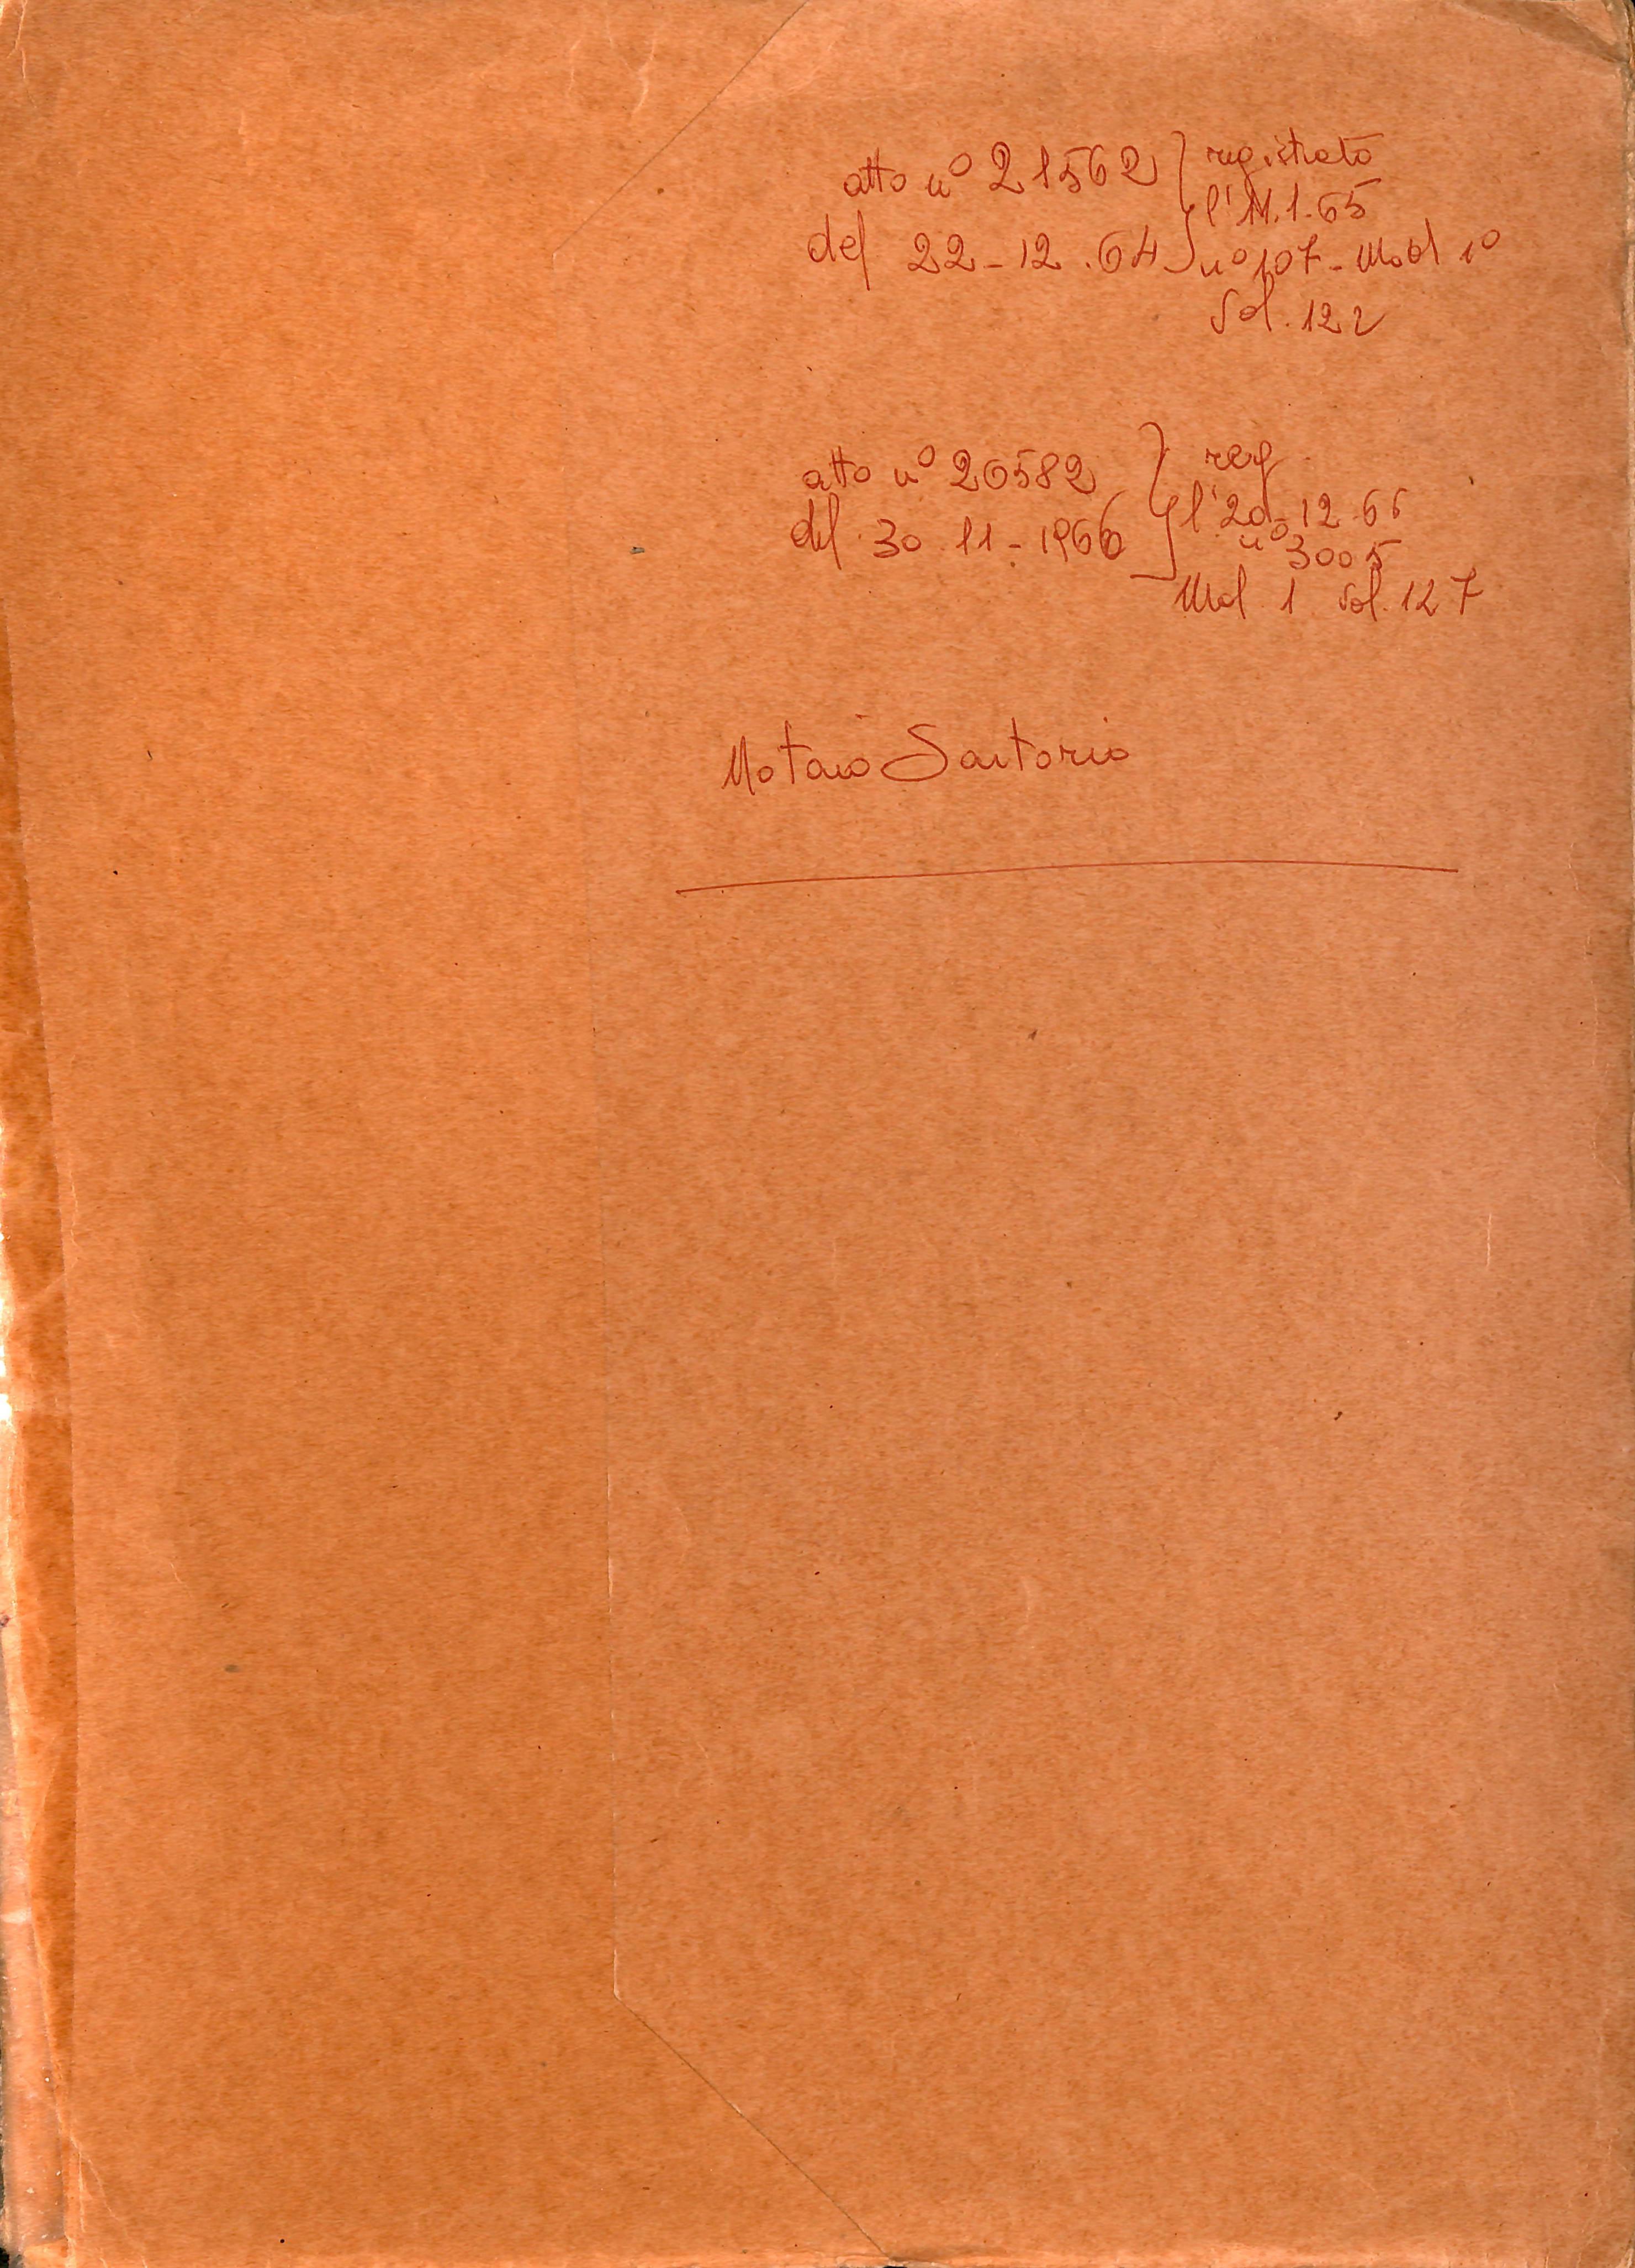 atto n° 21562 } registrato
l'11.1.65
del 22-12.64 n° 107 - Mod 1°
Vol. 122
atto n° 26582 } reg.
l'20-12-66
del 30.11-1966 n° 3005
Mod 1 Vol. 127
Notaio Sartorio